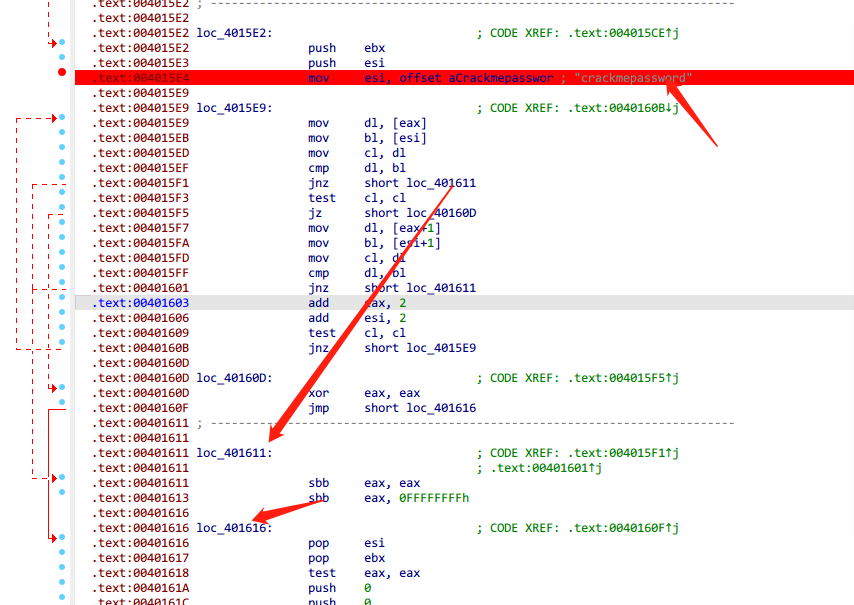 .text:004015E2 ; ---------------------------------------------------------------------------
.text:004015E2
.text:004015E2 loc_4015E2: ; CODE XREF: .text:004015CE↑j
.text:004015E2 push ebx
.text:004015E3 push esi
.text:004015E4 mov esi, offset aCrackmepasswor ; "crackmepassword"
.text:004015E9
.text:004015E9 loc_4015E9: ; CODE XREF: .text:0040160B↓j
.text:004015E9 mov dl, [eax]
.text:004015EB mov bl, [esi]
.text:004015ED mov cl, dl
.text:004015EF cmp dl, bl
.text:004015F1 jnz short loc_401611
.text:004015F3 test cl, cl
.text:004015F5 jz short loc_40160D
.text:004015F7 mov dl, [eax+1]
.text:004015FA mov bl, [esi+1]
.text:004015FD mov cl, dl
.text:004015FF cmp dl, bl
.text:00401601 jnz short loc_401611
.text:00401603 add eax, 2
.text:00401606 add esi, 2
.text:00401609 test cl, cl
.text:0040160B jnz short loc_4015E9
.text:0040160D
.text:0040160D loc_40160D: ; CODE XREF: .text:004015F5↑j
.text:0040160D xor eax, eax
.text:0040160F jmp short loc_401616
.text:00401611 ; ---------------------------------------------------------------------------
.text:00401611
.text:00401611 loc_401611: ; CODE XREF: .text:004015F1↑j
.text:00401611 ; .text:00401601↑j
.text:00401611 sbb eax, eax
.text:00401613 sbb eax, 0FFFFFFFFh
.text:00401616
.text:00401616 loc_401616: ; CODE XREF: .text:0040160F↑j
.text:00401616 pop esi
.text:00401617 pop ebx
.text:00401618 test eax, eax
.text:0040161A push 0
.text:0040161C push 0